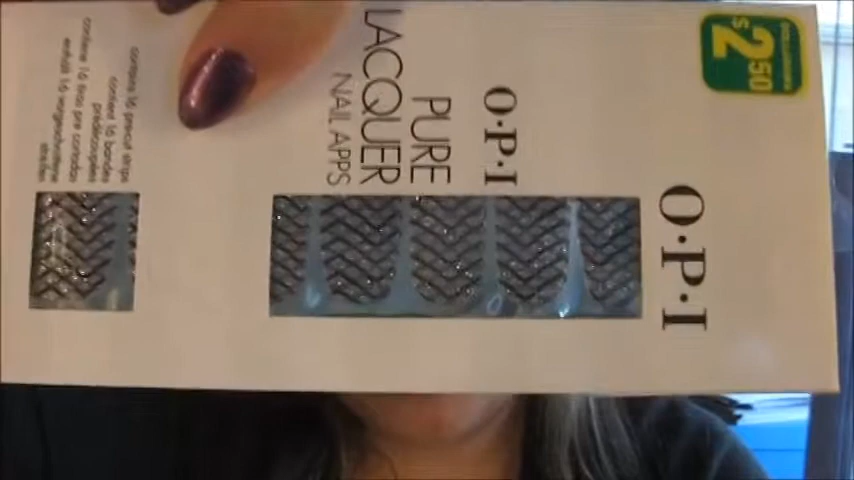 O·P·I
O·P·I
PURE
LACQUER
NAIL APPS
contains 16 precut strips
contient 16 bandes
prédécoupées
contiene 16 tiras pre cortadas
enthält 16 vorgeschnittene
streifen
$2.50